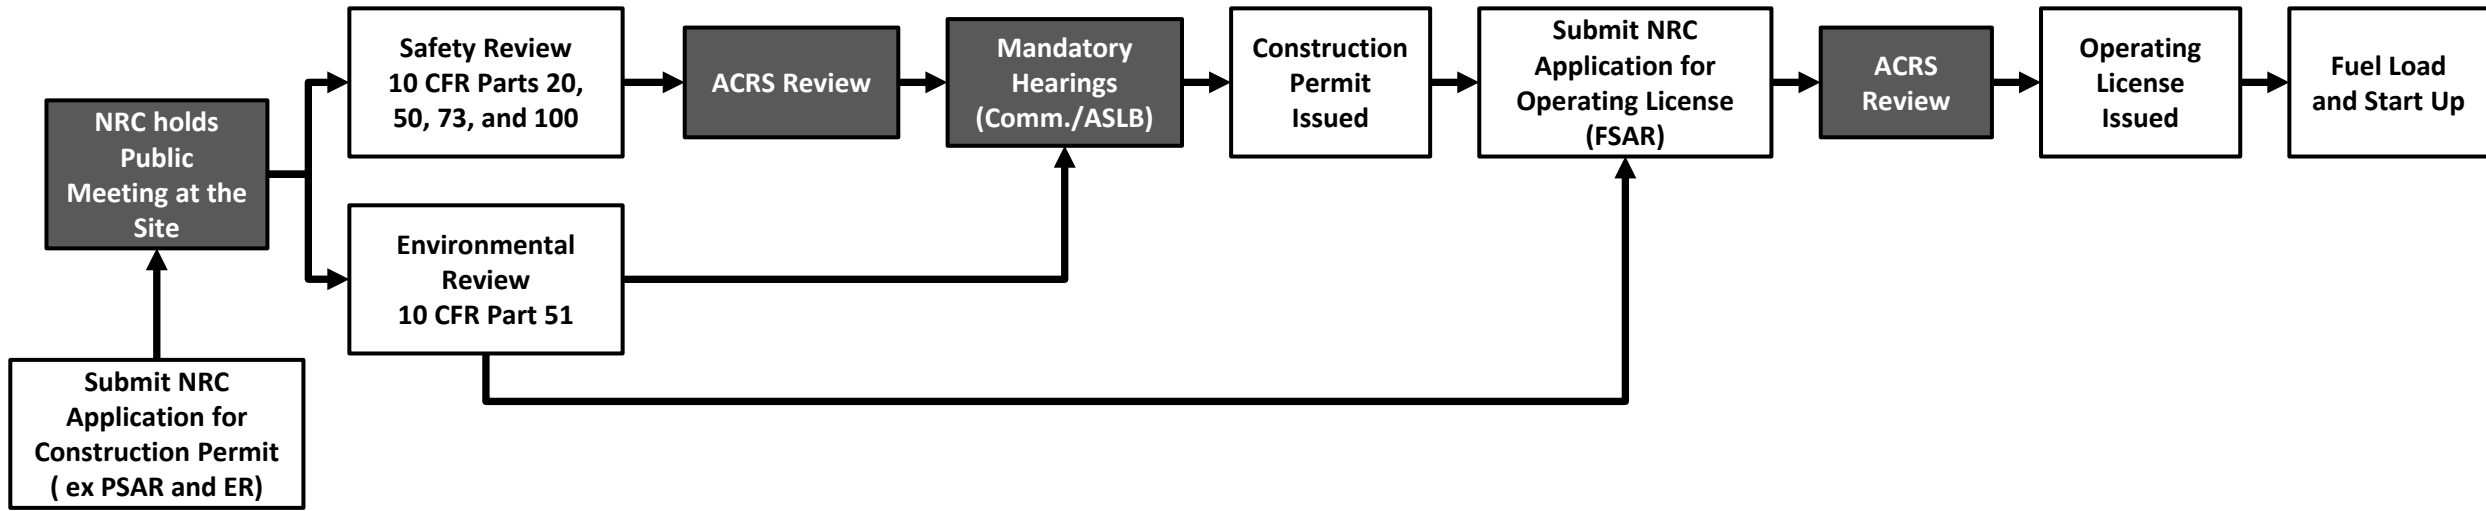 Submit NRC
Application for
Construction Permit
( ex PSAR and ER)
NRC holds
Public
Meeting at the
Site
Safety Review
10 CFR Parts 20,
50, 73, and 100
Environmental
Review
10 CFR Part 51
ACRS Review
Mandatory
Hearings
(Comm./ASLB)
Construction
Permit
Issued
Submit NRC
Application for
Operating License
(FSAR)
ACRS
Review
Operating
License
Issued
Fuel Load
and Start Up